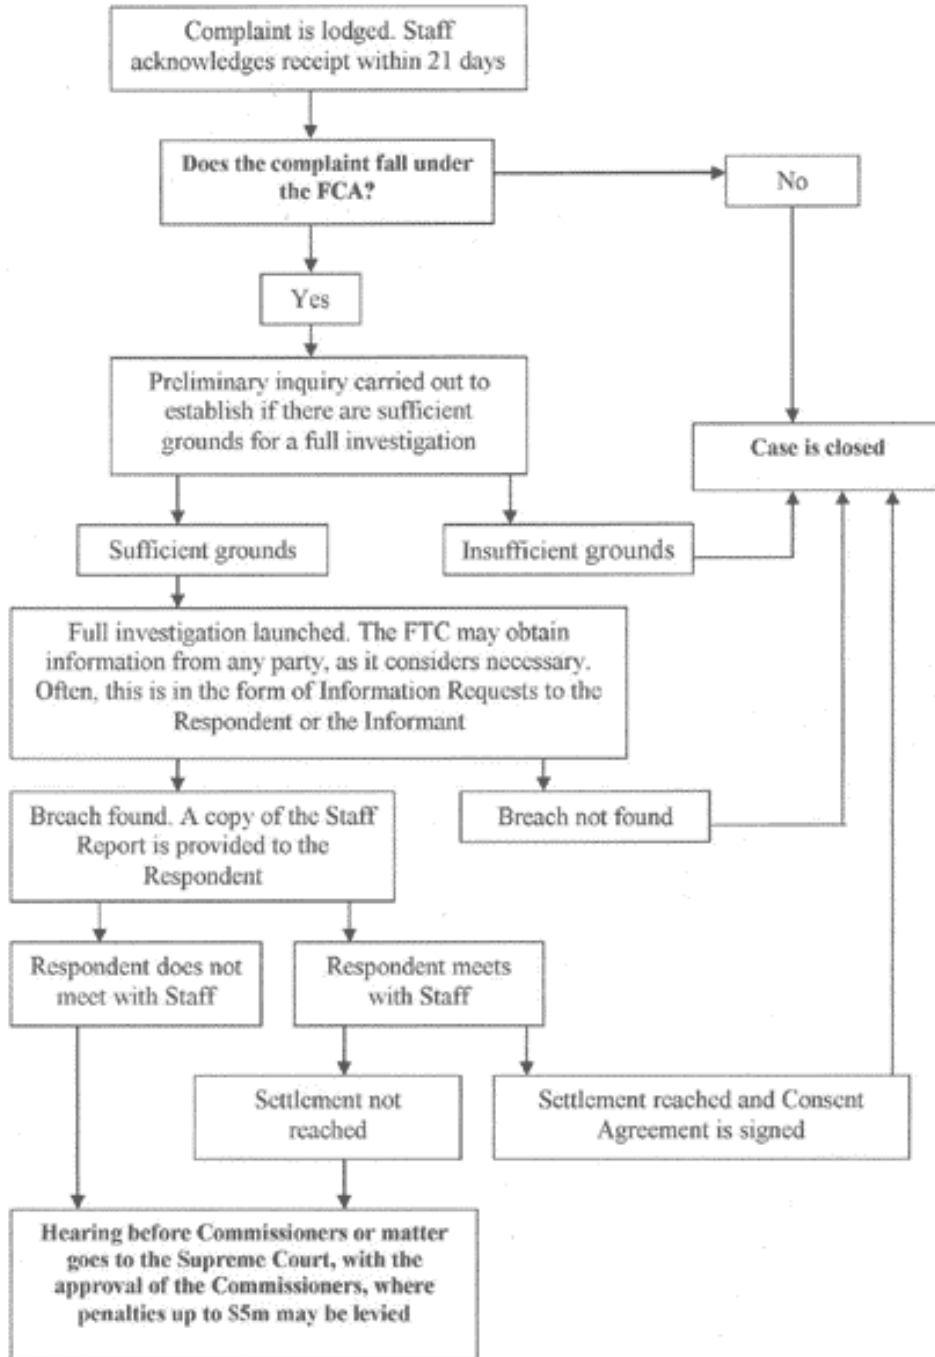 Complaint is lodged. Staff
acknowledges receipt within 21 days
Does the complaint fall under
the FCA?
No
Yes
Preliminary inquiry carried out to
establish if there are sufficient
grounds for a full investigation
Case is closed
Sufficient grounds
Insufficient grounds
Full investigation launched. The FTC may obtain
information from any party, as it considers necessary.
Often, this is in the form of Information Requests to the
Respondent or the Informant
Breach found. A copy of the Staff
Report is provided to the
Respondent
Breach not found
Respondent does not
meet with Staff
Respondent meets
with Staff
Settlement not
reached
Settlement reached and Consent
Agreement is signed
Hearing before Commissioners or matter
goes to the Supreme Court, with the
approval of the Commissioners, where
penalties up to $5m may be levied